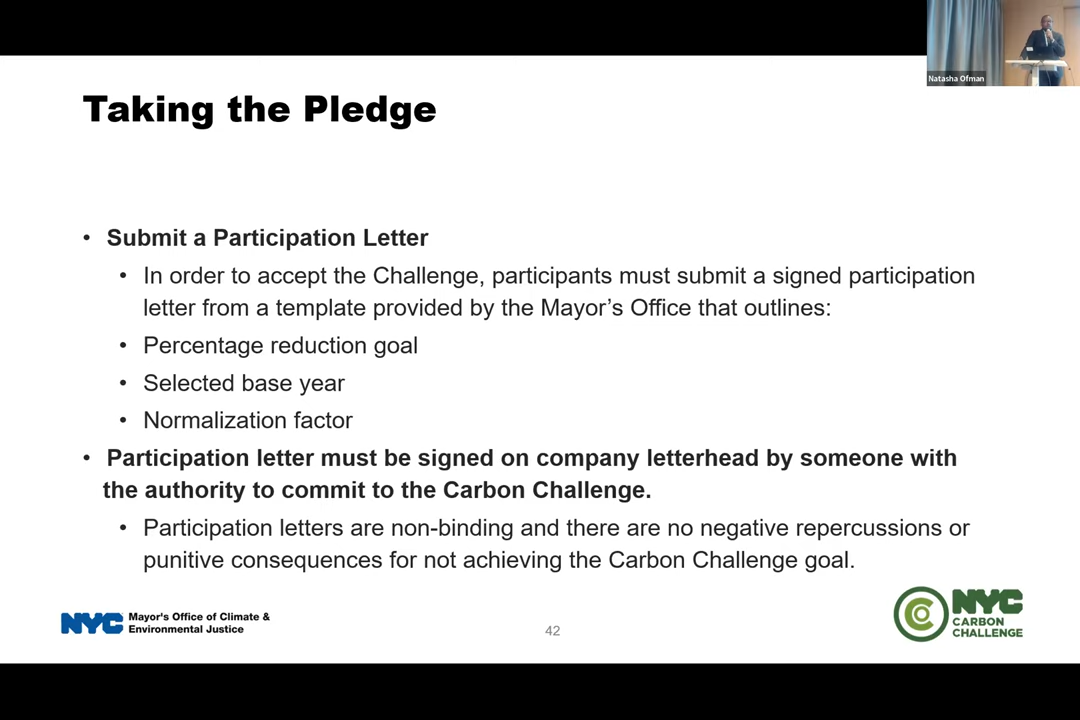 Natasha Ofman
Taking the Pledge
• Submit a Participation Letter
• In order to accept the Challenge, participants must submit a signed participation
letter from a template provided by the Mayor’s Office that outlines:
• Percentage reduction goal
• Selected base year
• Normalization factor
• Participation letter must be signed on company letterhead by someone with
the authority to commit to the Carbon Challenge.
• Participation letters are non-binding and there are no negative repercussions or
punitive consequences for not achieving the Carbon Challenge goal.
NYC Mayor's Office of Climate &
Environmental Justice
42
NYC
CARBON
CHALLENGE